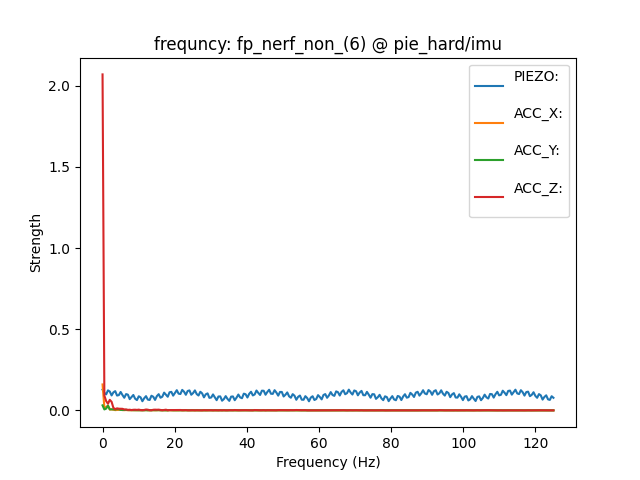 frequncy: fp_nerf_non_(6) @ pie_hard/imu
PIEZO:
ACC_X:
ACC_Y:
ACC_Z:
2.0
1.5
1.0
0.5
0.0
Strength
0 20 40 60 80 100 120
Frequency (Hz)